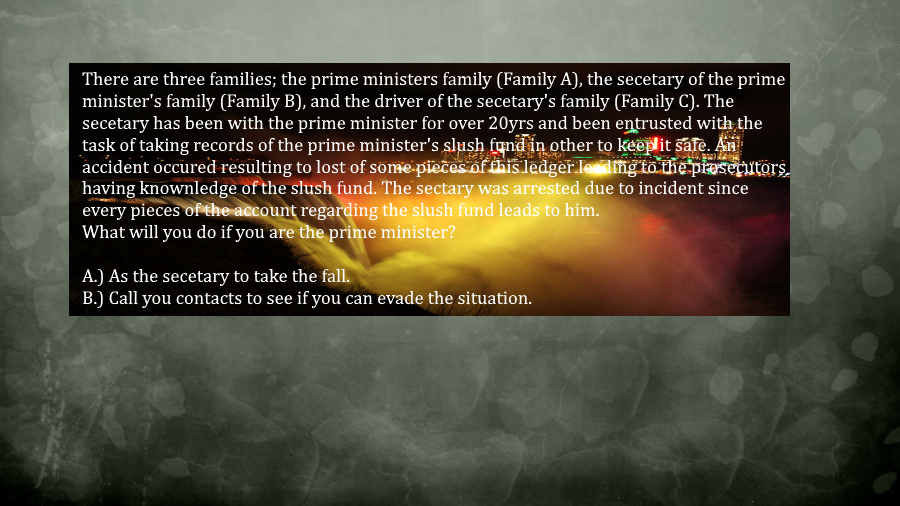 There are three families; the prime ministers family (Family A), the secetary of the prime
minister's family (Family B), and the driver of the secetary's family (Family C). The
secetary has been with the prime minister for over 20yrs and been entrusted with the
task of taking records of the prime minister's slush fund in other to keep it safe. An
accident occured resulting to lost of some pieces of this ledger leading to the prosecutors
having knownledge of the slush fund. The sectary was arrested due to incident since
every pieces of the account regarding the slush fund leads to him.
What will you do if you are the prime minister?
A.) As the secetary to take the fall.
B.) Call you contacts to see if you can evade the situation.